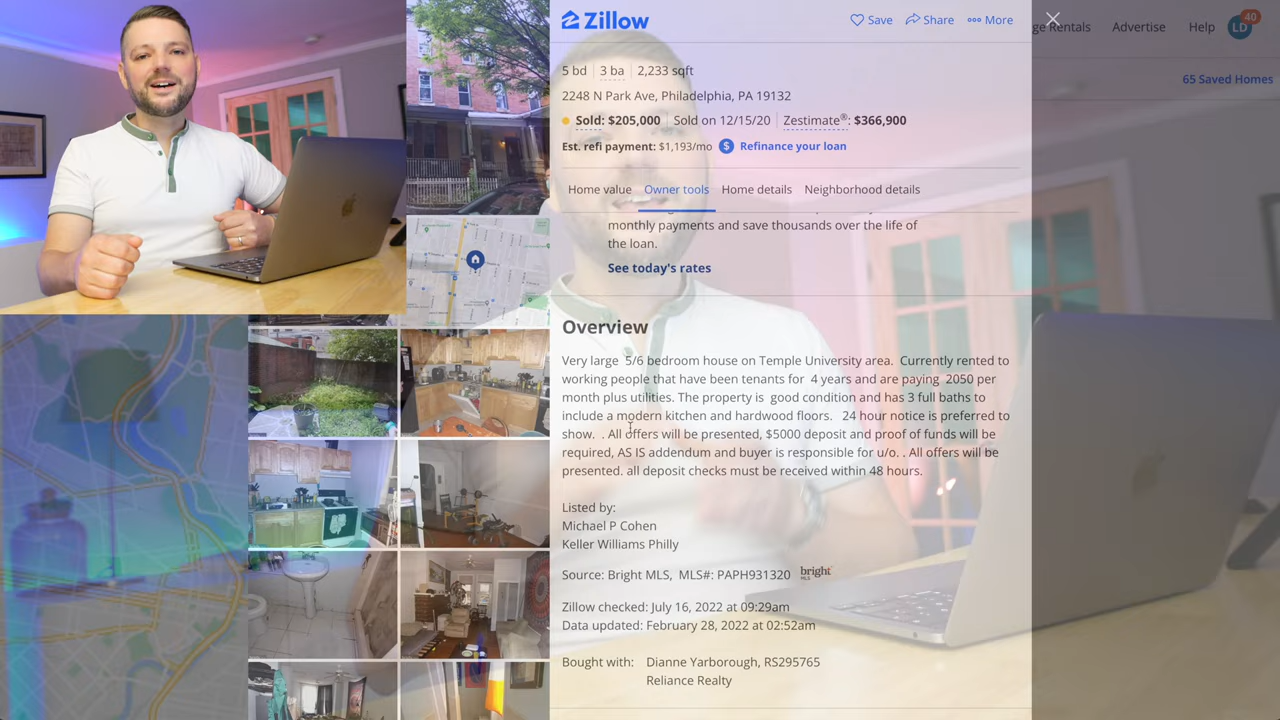 Zillow
Save
Share
More
ge Rentals
Advertise
Help
LD
40
65 Saved Homes
5 bd
3 ba
2,233 sqft
2248 N Park Ave, Philadelphia, PA 19132
Sold: $205,000
Sold on 12/15/20
Zestimate®: $366,900
Est. refi payment: $1,193/mo
$ Refinance your loan
Home value
Owner tools
Home details
Neighborhood details
monthly payments and save thousands over the life of
the loan.
See today's rates
Overview
Very large 5/6 bedroom house on Temple University area. Currently rented to
working people that have been tenants for 4 years and are paying 2050 per
month plus utilities. The property is good condition and has 3 full baths to
include a modern kitchen and hardwood floors. 24 hour notice is preferred to
show. . All offers will be presented, $5000 deposit and proof of funds will be
required, AS IS addendum and buyer is responsible for u/o. . All offers will be
presented. all deposit checks must be received within 48 hours.
Listed by:
Michael P Cohen
Keller Williams Philly
Source: Bright MLS, MLS#: PAPH931320
bright
MLS
Zillow checked: July 16, 2022 at 09:29am
Data updated: February 28, 2022 at 02:52am
Bought with: Dianne Yarborough, RS295765
Reliance Realty